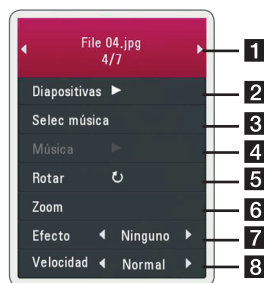 File 04.jpg 1
4/7
Diapositivas 2
Selec música 3
Música 4
Rotar 5
Zoom 6
Efecto Ninguno 7
Velocidad Normal 8